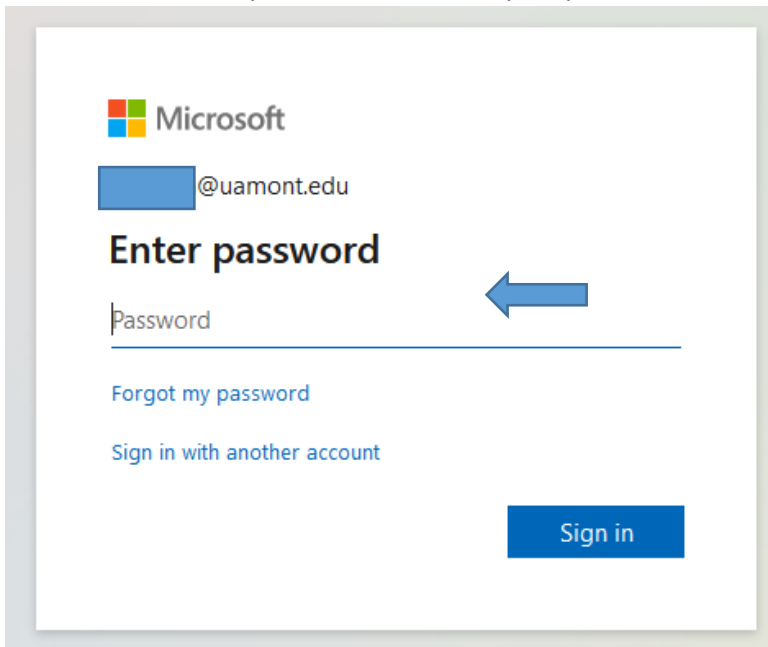 Microsoft
@uamont.edu
Enter password
Password
Forgot my password
Sign in with another account
Sign in